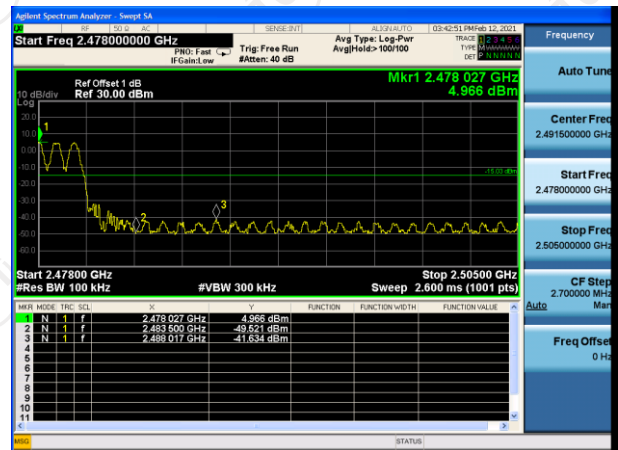 Agilent Spectrum Analyzer - Swept SA
RF 50 Ω AC SENSE:INT ALIGNAUTO 03:42:51 PM Feb 12, 2021
Start Freq 2.478000000 GHz
PNO: Fast
IFGain:Low
Trig: Free Run
#Atten: 40 dB
Avg Type: Log-Pwr
Avg|Hold:> 100/100
TRACE 1 2 3 4 5 6
TYPE M
DET P N N N N N
Ref Offset 1 dB
Ref 30.00 dBm
10 dB/div
Log
Mkr1 2.478 027 GHz
4.966 dBm
20.0
10.0
0.00
-10.0
-20.0
-30.0
-40.0
-50.0
-60.0
1
2
3
-15.03 dBm
Start 2.47800 GHz Stop 2.50500 GHz
#Res BW 100 kHz #VBW 300 kHz Sweep 2.600 ms (1001 pts)
MKR MODE TRC SCL X Y FUNCTION FUNCTION WIDTH FUNCTION VALUE
1 N 1 f 2.478 027 GHz 4.966 dBm
2 N 1 f 2.483 500 GHz -49.521 dBm
3 N 1 f 2.488 017 GHz -41.634 dBm
4
5
6
7
8
9
10
11
MSG STATUS
Frequency
Auto Tune
Center Freq
2.491500000 GHz
Start Freq
2.478000000 GHz
Stop Freq
2.505000000 GHz
CF Step
2.700000 MHz
Auto Man
Freq Offset
0 Hz